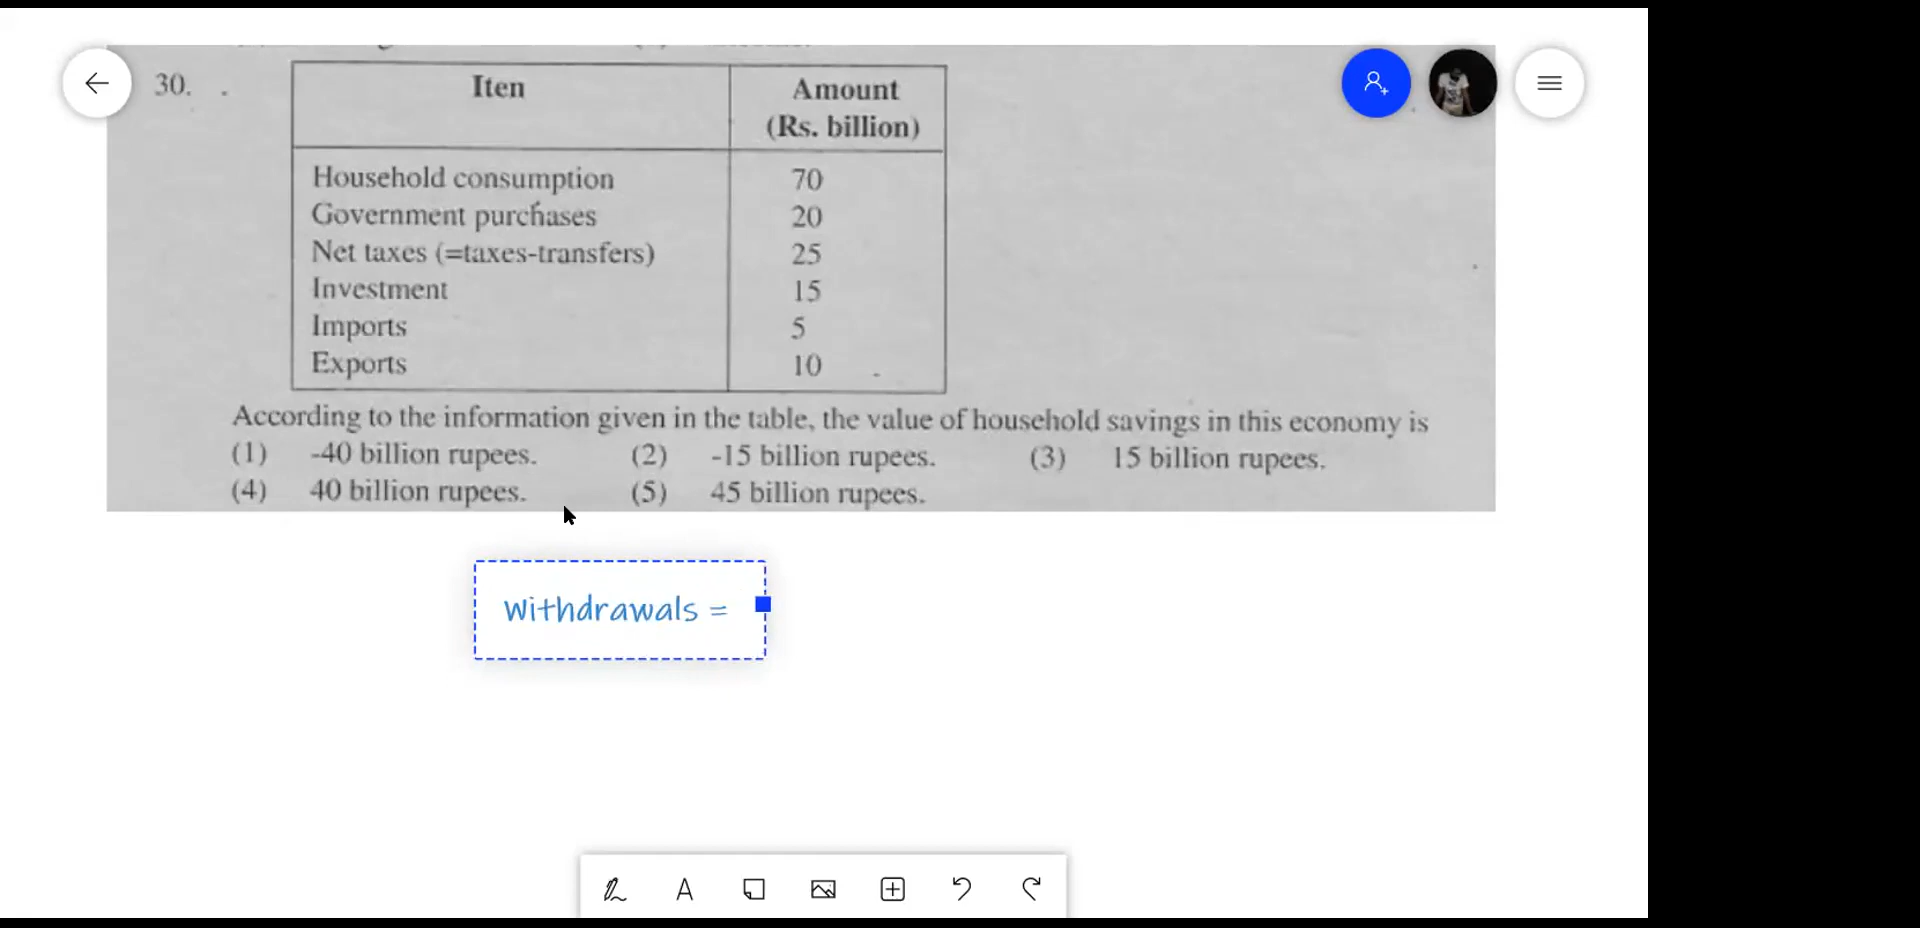 30. .
Iten Amount
(Rs. billion)
Household consumption 70
Government purchases 20
Net taxes (=taxes-transfers) 25
Investment 15
Imports 5
Exports 10
According to the information given in the table, the value of household savings in this economy is
(1) -40 billion rupees. (2) -15 billion rupees. (3) 15 billion rupees.
(4) 40 billion rupees. (5) 45 billion rupees.
Withdrawals =